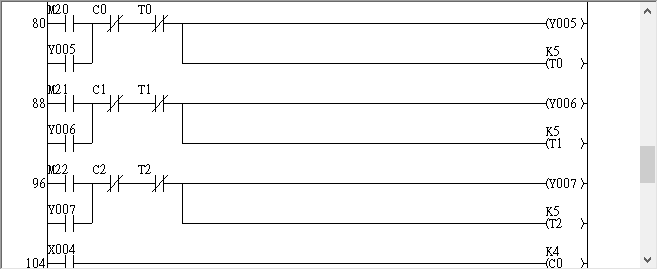 M20 C0 T0
80 (Y005 )
Y005 K5
(T0 )
M21 C1 T1
88 (Y006 )
Y006 K5
(T1 )
M22 C2 T2
96 (Y007 )
Y007 K5
(T2 )
X004 K4
104 (C0 )